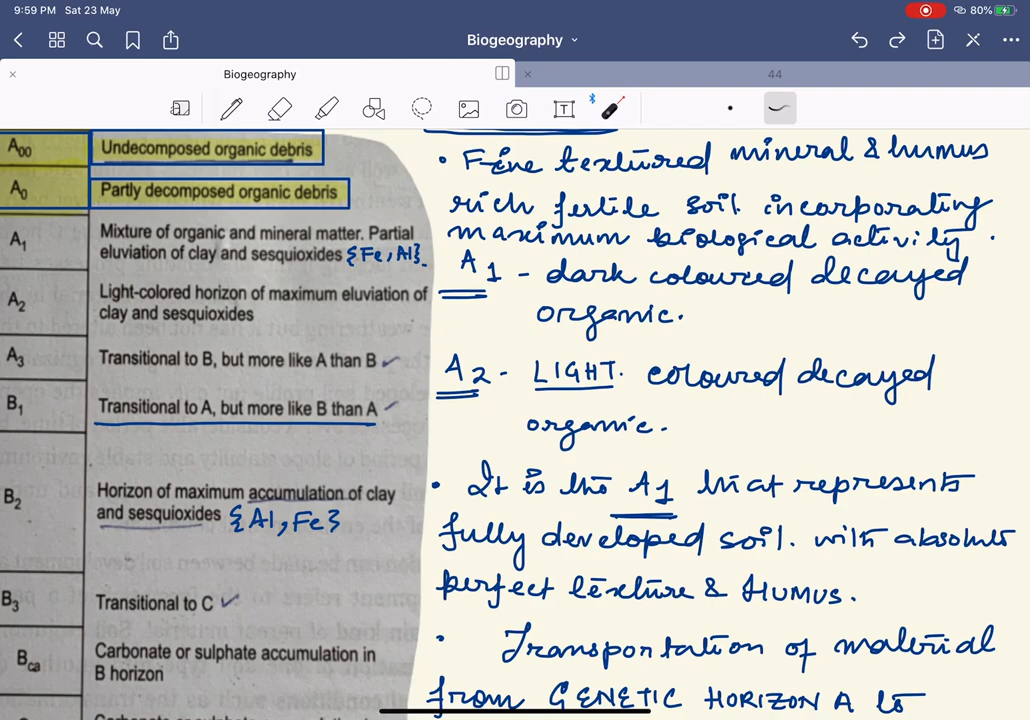 9:59 PM Sat 23 May
80%
Biogeography
Biogeography
44
T
A00 Undecomposed organic debris
A0 Partly decomposed organic debris
A1 Mixture of organic and mineral matter. Partial
eluviation of clay and sesquioxides {Fe, Al}.
A2 Light-colored horizon of maximum eluviation of
clay and sesquioxides
A3 Transitional to B, but more like A than B
B1 Transitional to A, but more like B than A
B2 Horizon of maximum accumulation of clay
and sesquioxides {Al, Fe}
B3 Transitional to C
Bca Carbonate or sulphate accumulation in
B horizon
• Fine textured mineral & humus
rich fertile soil incorporating
maximum biological activity.
A1 - dark coloured decayed
organic.
A2 - LIGHT. coloured decayed
organic.
• It is the A1 that represents
fully developed soil. with absolute
perfect texture & HUMUS.
• Transportation of material
from GENETIC HORIZON A to